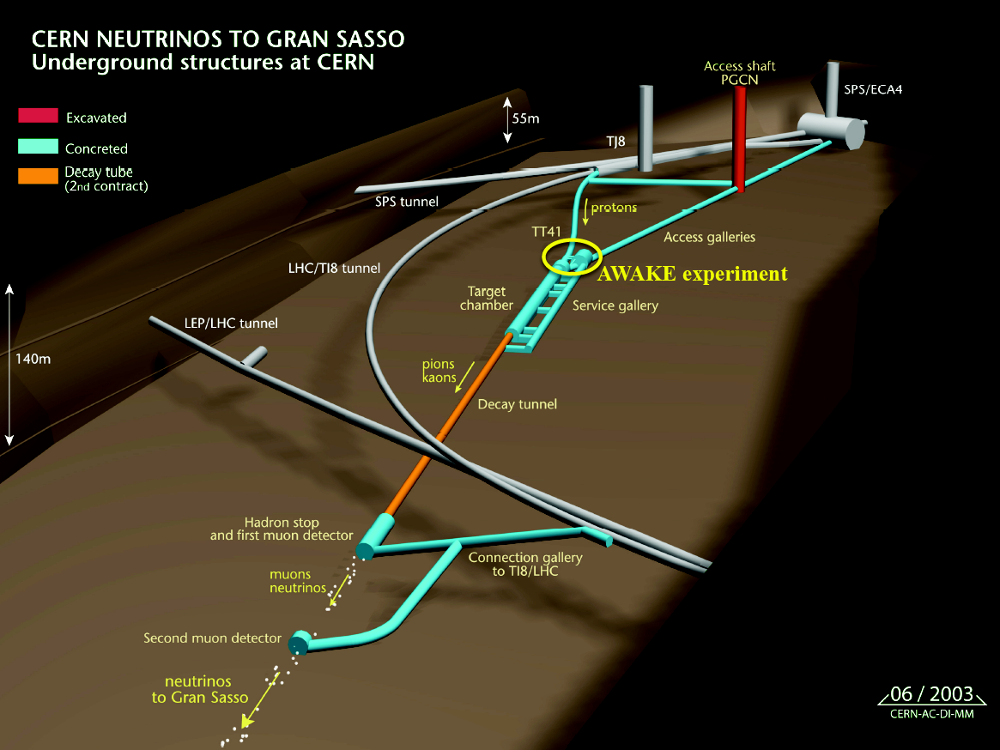 CERN NEUTRINOS TO GRAN SASSO
Underground structures at CERN
Excavated
Concreted
Decay tube
(2nd contract)
55m
140m
Access shaft
PGCN
SPS/ECA4
TJ8
SPS tunnel
protons
TT41
Access galleries
LHC/TI8 tunnel
AWAKE experiment
Target
chamber
Service gallery
LEP/LHC tunnel
pions
kaons
Decay tunnel
Hadron stop
and first muon detector
Connection gallery
to TI8/LHC
muons
neutrinos
Second muon detector
neutrinos
to Gran Sasso
06 / 2003
CERN-AC-DI-MM